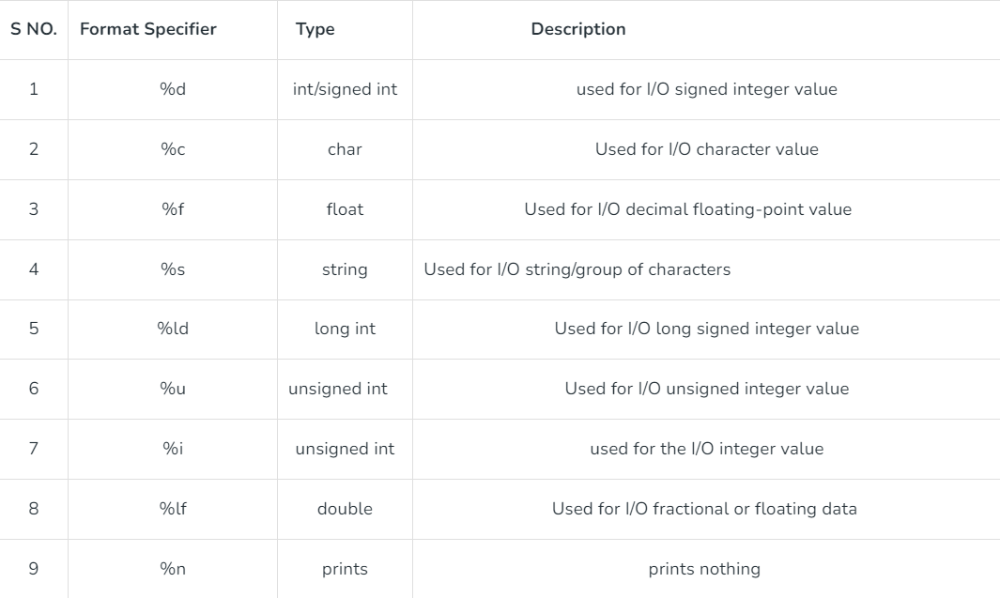 S NO. Format Specifier Type Description
1 %d int/signed int used for I/O signed integer value
2 %c char Used for I/O character value
3 %f float Used for I/O decimal floating-point value
4 %s string Used for I/O string/group of characters
5 %ld long int Used for I/O long signed integer value
6 %u unsigned int Used for I/O unsigned integer value
7 %i unsigned int used for the I/O integer value
8 %lf double Used for I/O fractional or floating data
9 %n prints prints nothing